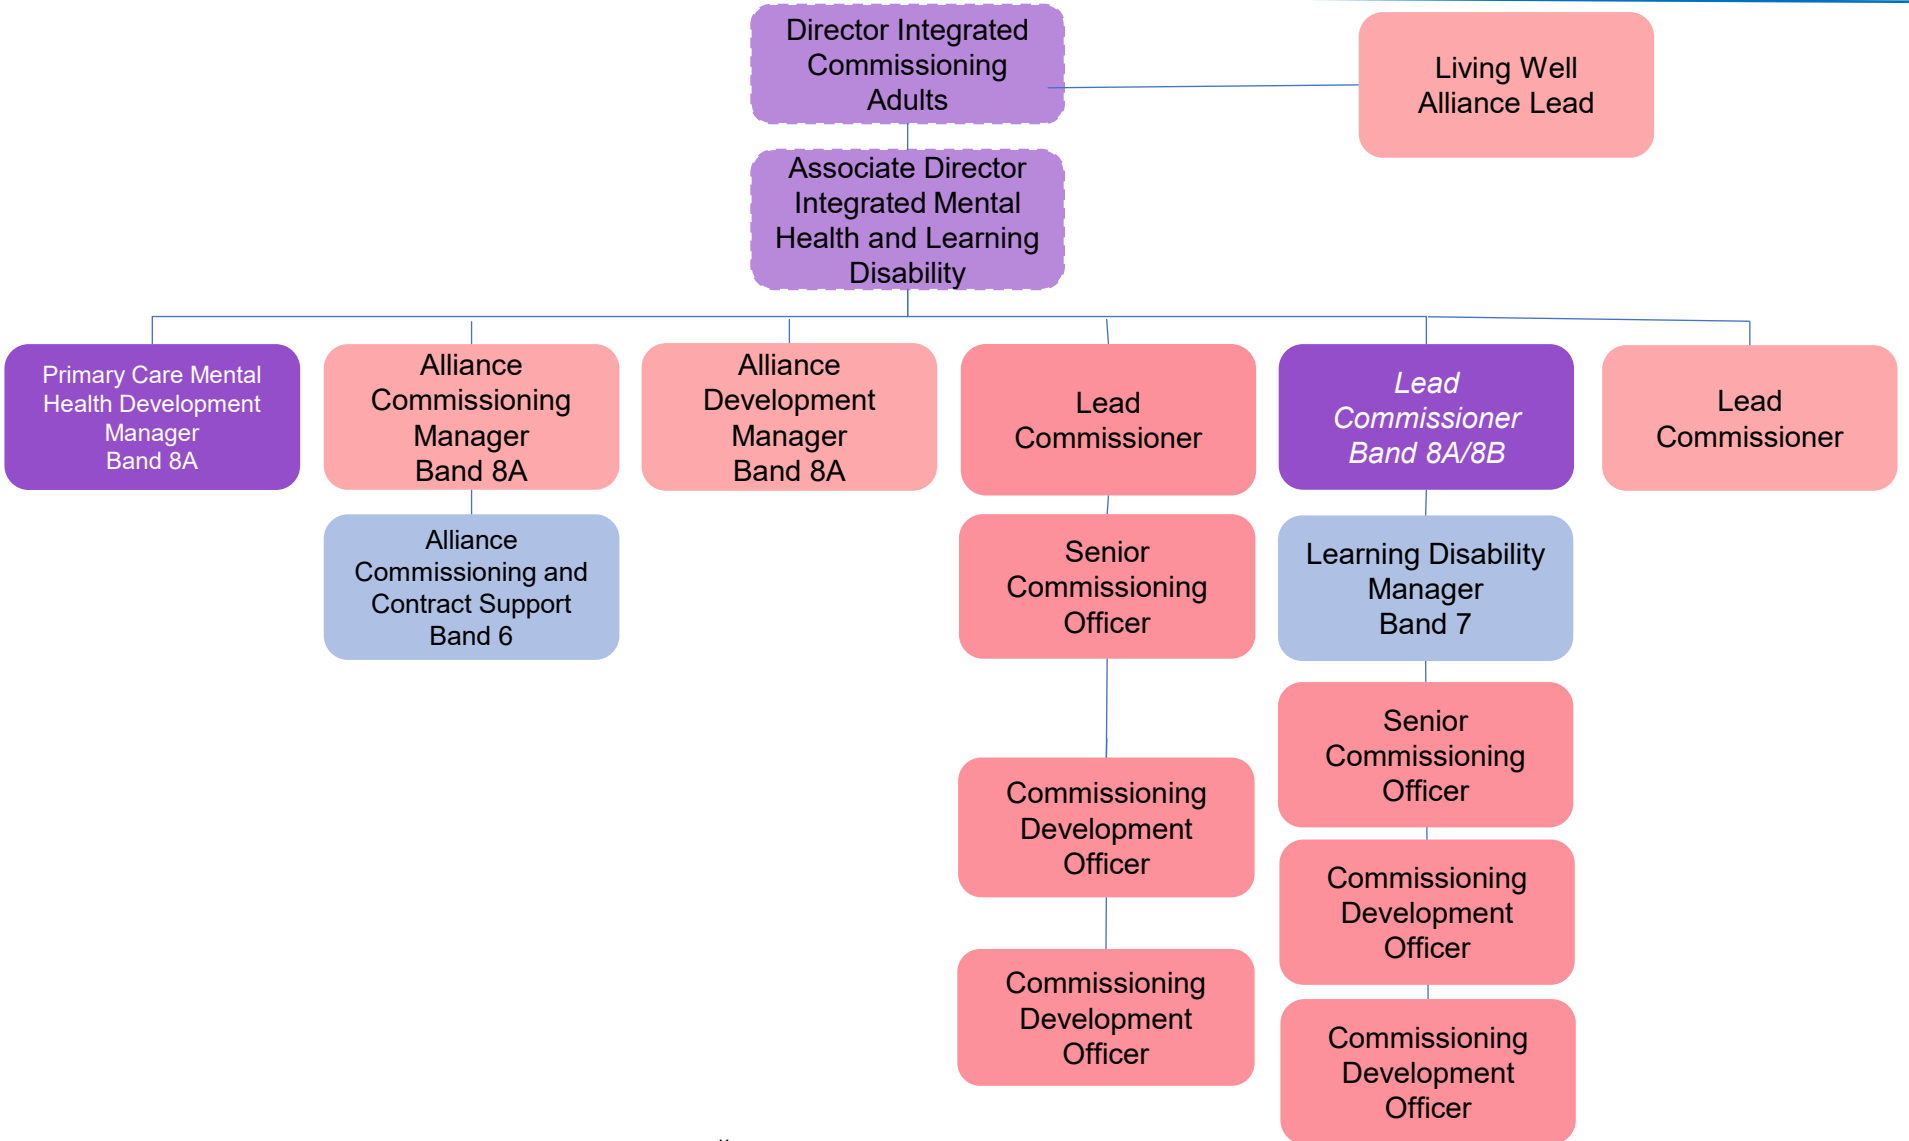 Director Integrated
Commissioning
Adults
Living Well
Alliance Lead
Associate Director
Integrated Mental
Health and Learning
Disability
Primary Care Mental
Health Development
Manager
Band 8A
Alliance
Commissioning
Manager
Band 8A
Alliance
Development
Manager
Band 8A
Lead
Commissioner
Lead
Commissioner
Band 8A/8B
Lead
Commissioner
Alliance
Commissioning and
Contract Support
Band 6
Senior
Commissioning
Officer
Learning Disability
Manager
Band 7
Senior
Commissioning
Officer
Commissioning
Development
Officer
Commissioning
Development
Officer
Commissioning
Development
Officer
Commissioning
Development
Officer